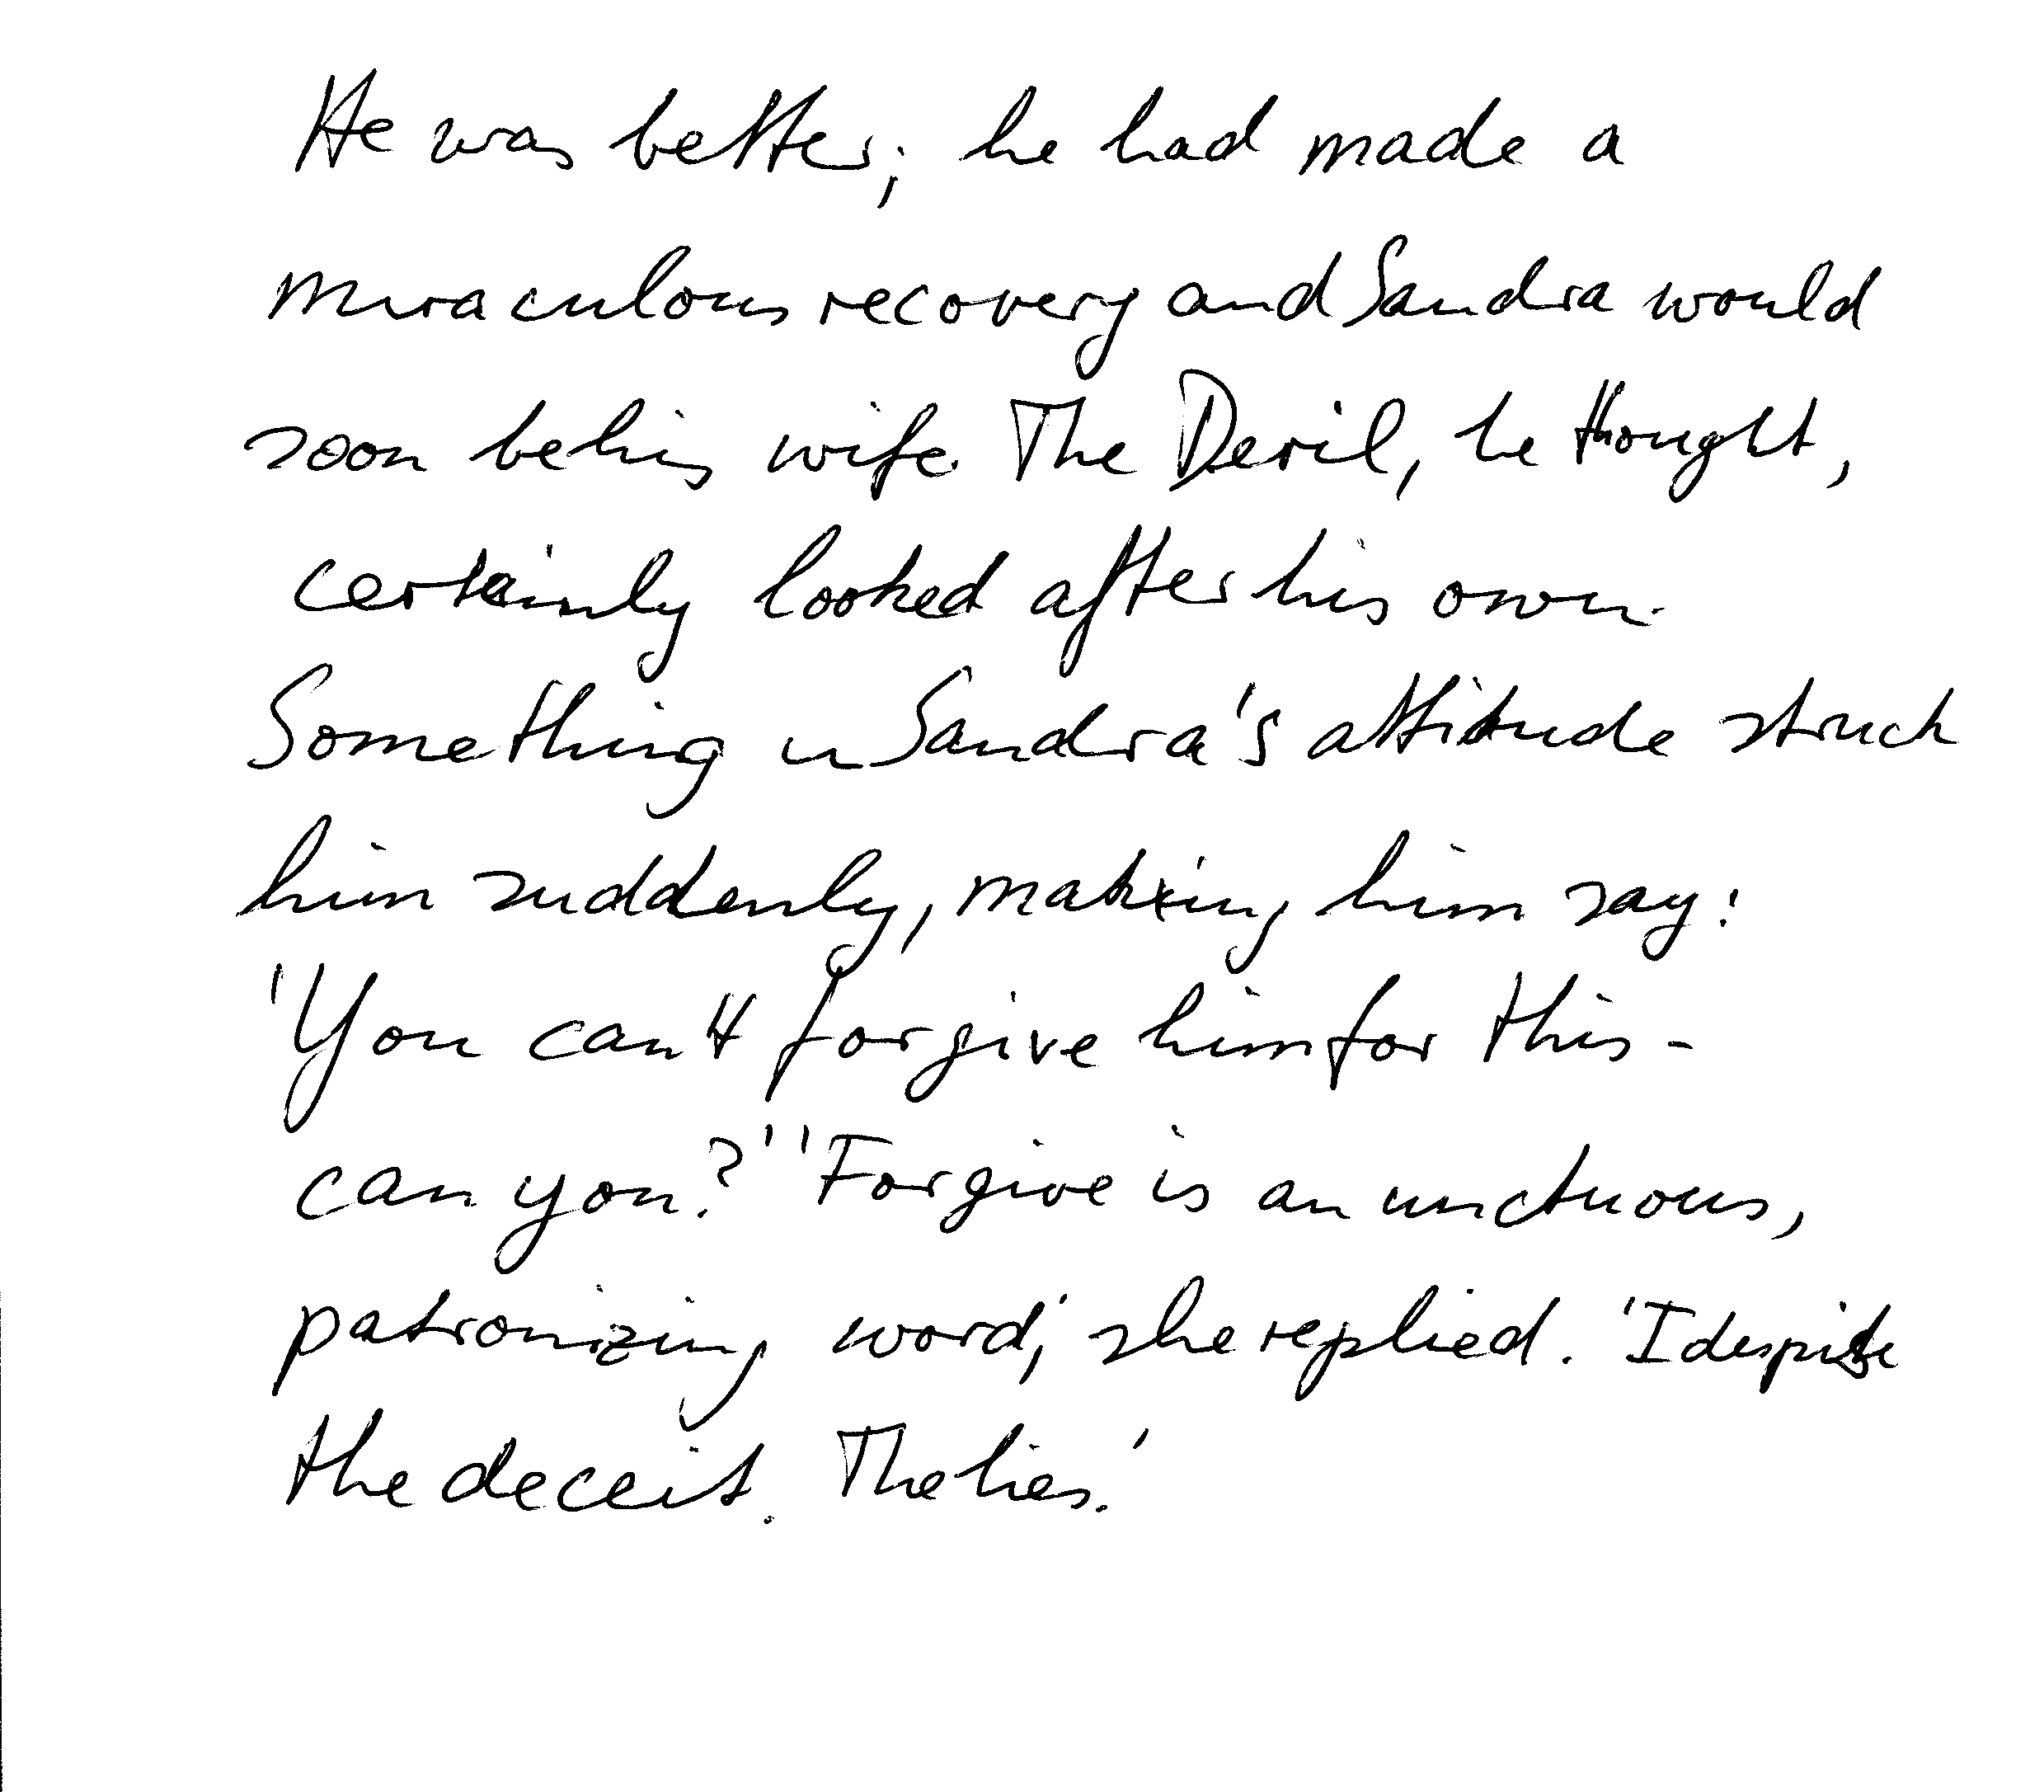 He was better; he had made a
miraculous recovery and Sandra would
soon be his wife. The Devil, he thought,
certainly looked after his own.
Something in Sandra's attitude struck
him suddenly, making him say:
'You can't forgive him for this -
can you?' 'Forgive is an unctuous,
patronizing word,' she replied. 'I despise
the deceit. The lies.'